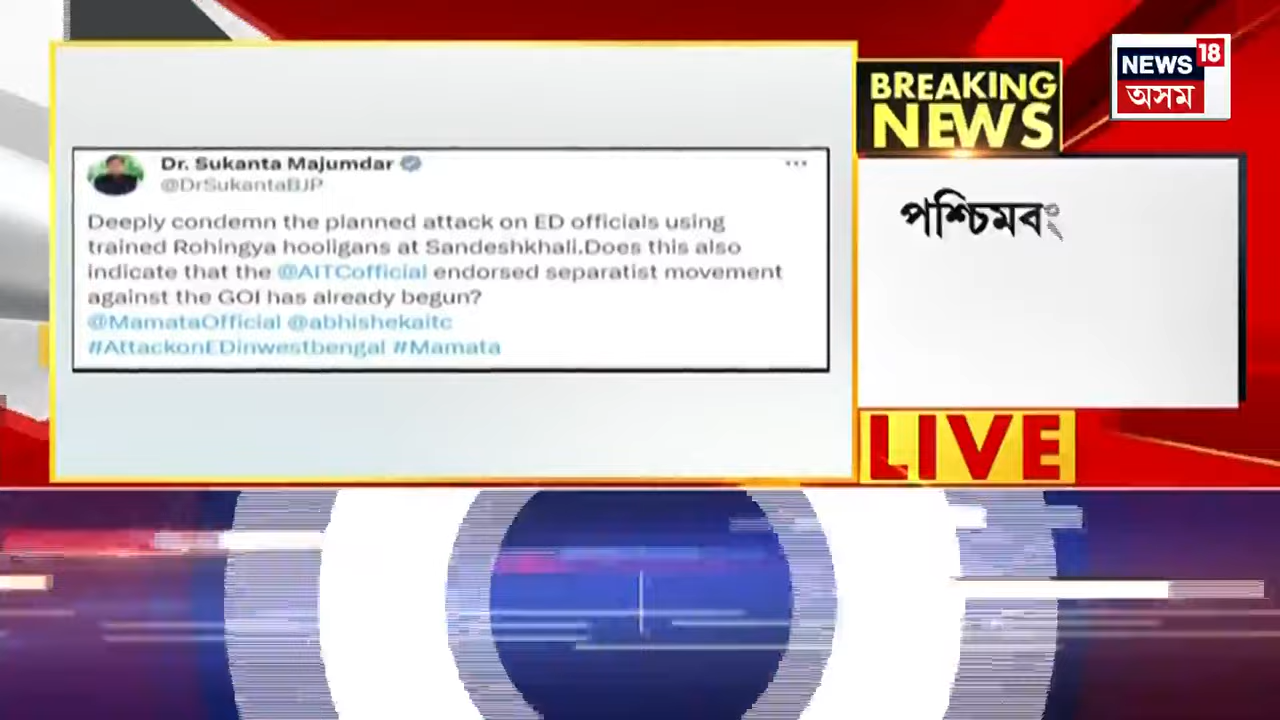 Dr. Sukanta Majumdar
@DrSukantaBJP
Deeply condemn the planned attack on ED officials using
trained Rohingya hooligans at Sandeshkhali.Does this also
indicate that the @AITCofficial endorsed separatist movement
against the GOI has already begun?
@MamataOfficial @abhishekaitc
#AttackonEDinwestbengal #Mamata
BREAKING
NEWS
পশ্চিমবং
LIVE
NEWS 18
অসম